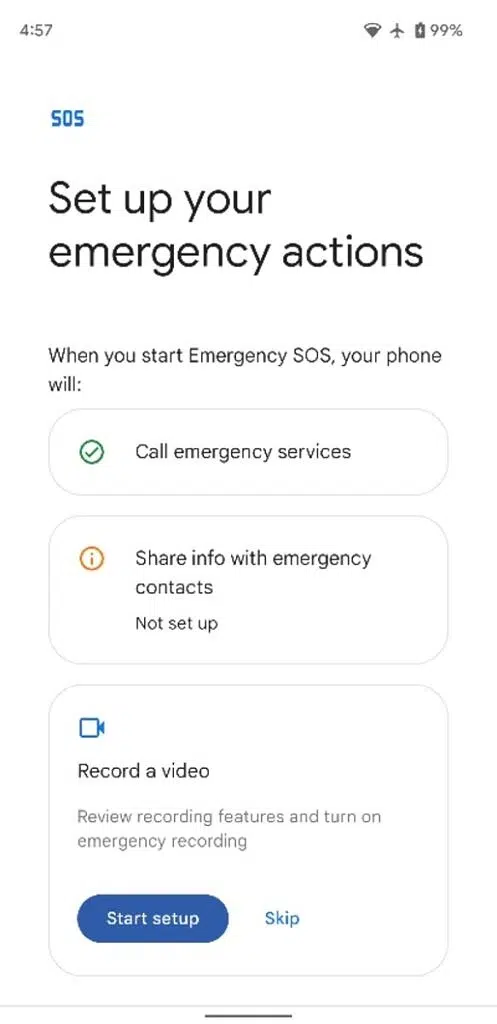 4:57
99%
SOS
Set up your
emergency actions
When you start Emergency SOS, your phone
will:
Call emergency services
Share info with emergency
contacts
Not set up
Record a video
Review recording features and turn on
emergency recording
Start setup
Skip